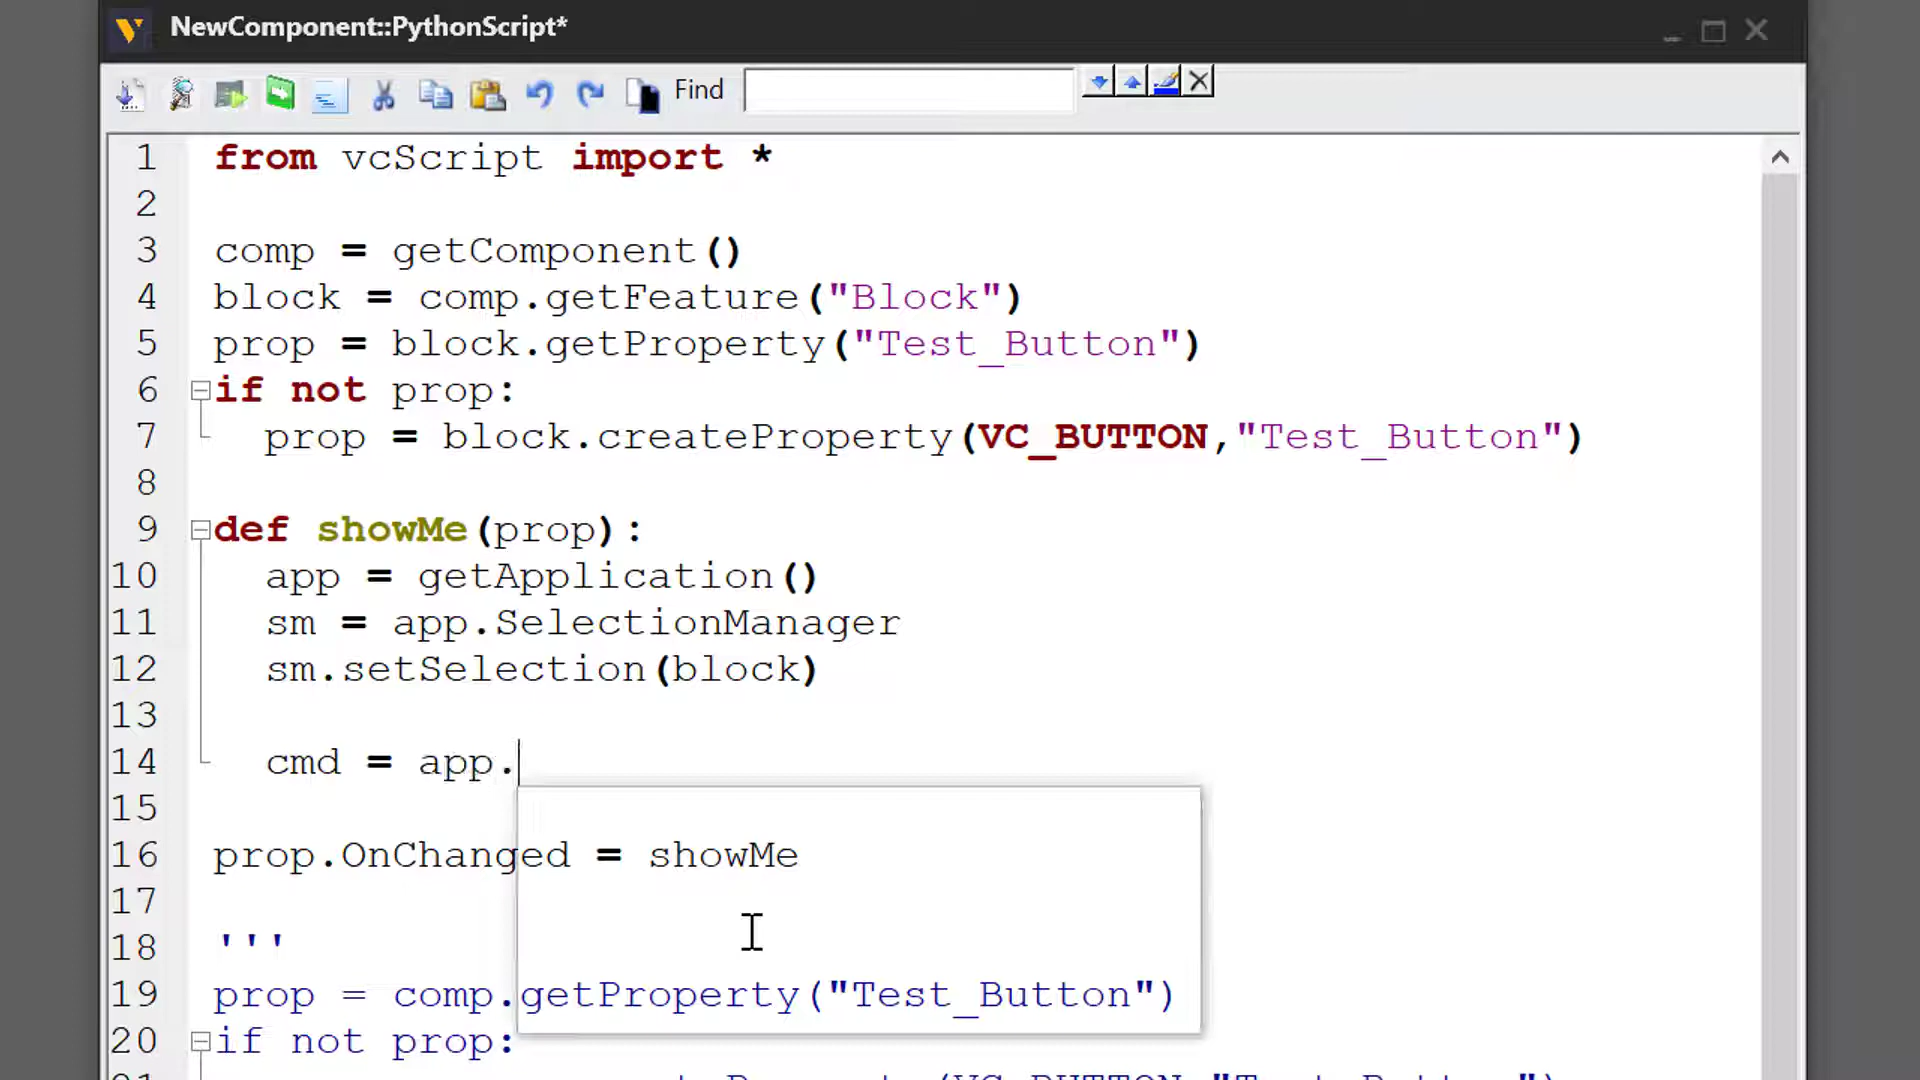 NewComponent::PythonScript*
Find
1 from vcScript import *
2
3 comp = getComponent()
4 block = comp.getFeature("Block")
5 prop = block.getProperty("Test_Button")
6 if not prop:
7 prop = block.createProperty(VC_BUTTON,"Test_Button")
8
9 def showMe(prop):
10 app = getApplication()
11 sm = app.SelectionManager
12 sm.setSelection(block)
13
14 cmd = app.
15
16 prop.OnChanged = showMe
17
18 '''
19 prop = comp.getProperty("Test_Button")
20 if not prop: